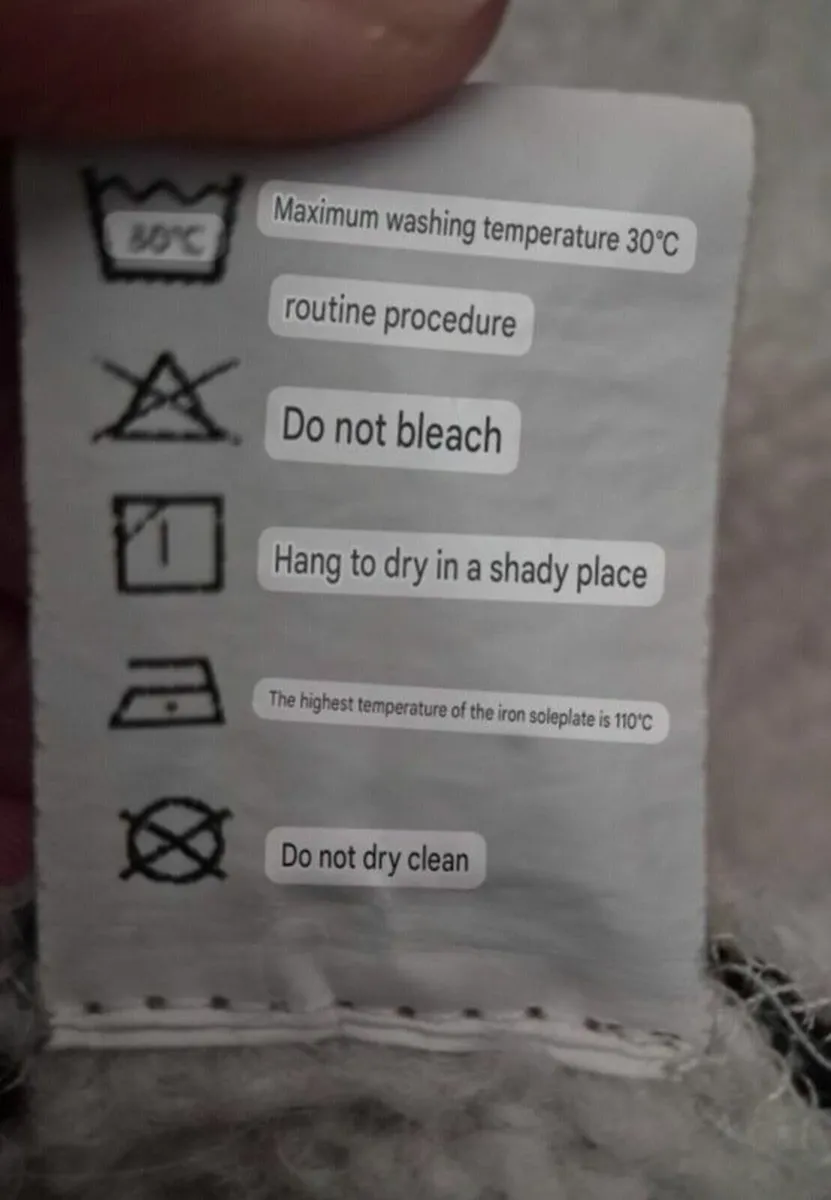 Maximum washing temperature 30°C
routine procedure
Do not bleach
Hang to dry in a shady place
The highest temperature of the iron soleplate is 110°C
Do not dry clean